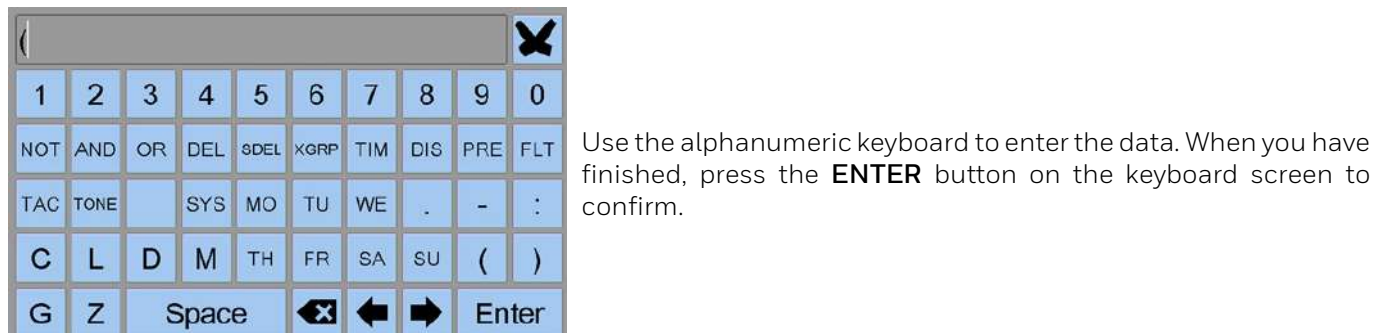 (
1 2 3 4 5 6 7 8 9 0
NOT AND OR DEL SDEL XGRP TIM DIS PRE FLT
TAC TONE SYS MO TU WE . - :
C L D M TH FR SA SU ( )
G Z Space Enter
Use the alphanumeric keyboard to enter the data. When you have
finished, press the ENTER button on the keyboard screen to
confirm.